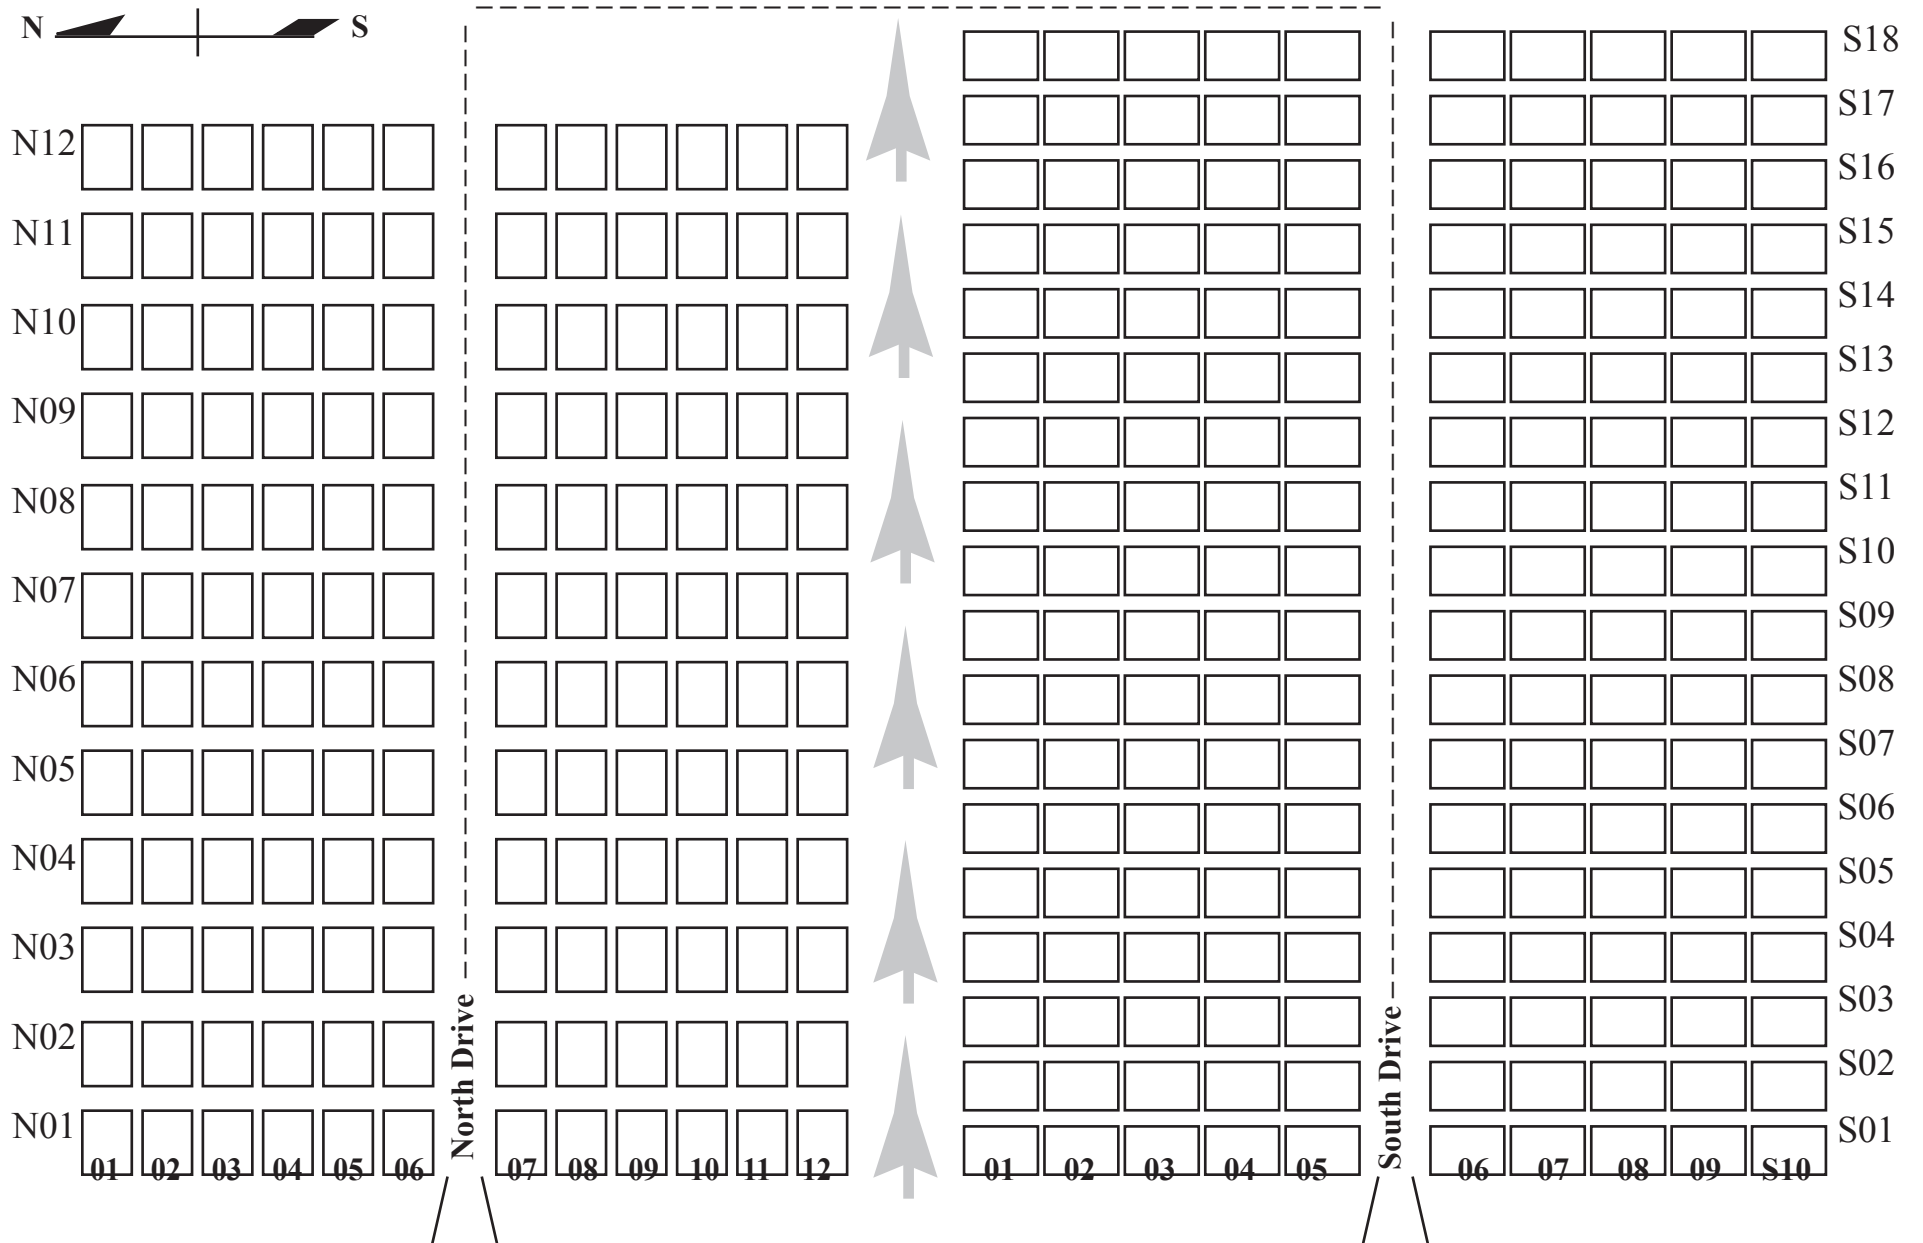 N S
S18
S17
N12
S16
N11
S15
N10
S14
S13
N09
S12
N08
S11
S10
N07
S09
N06
S08
N05
S07
S06
N04
S05
N03
S04
S03
N02
S02
N01
S01
North Drive
South Drive
01 02 03 04 05 06 07 08 09 10 11 12 01 02 03 04 05 06 07 08 09 S10